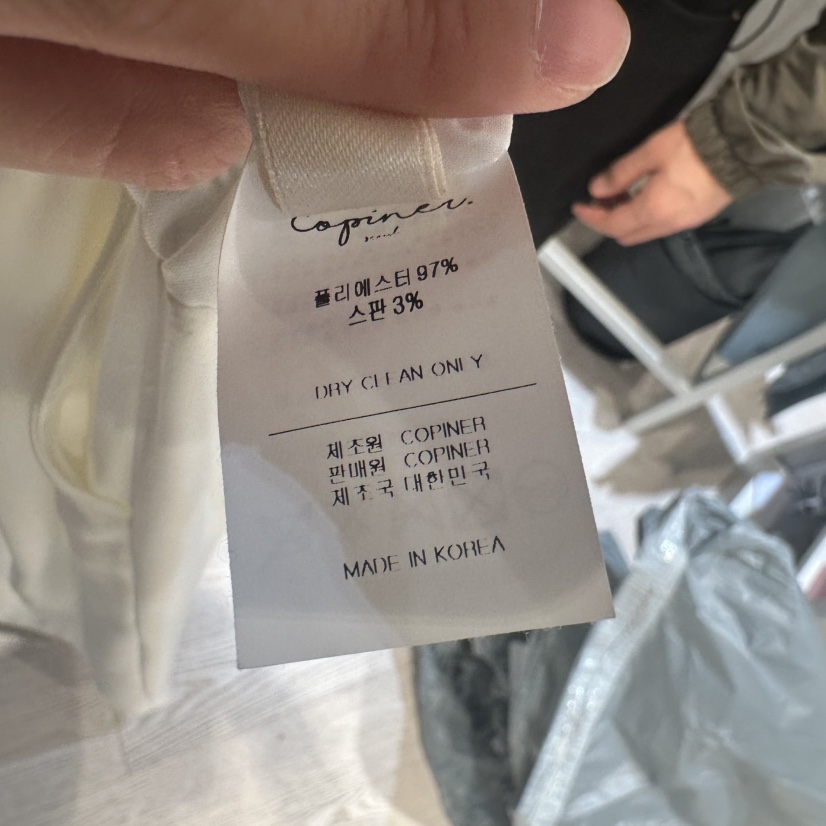 Copiner.
seoul
폴리에스터 97%
스판 3%
DRY CLEAN ONLY
제조원 COPINER
판매원 COPINER
제조국 대한민국
MADE IN KOREA